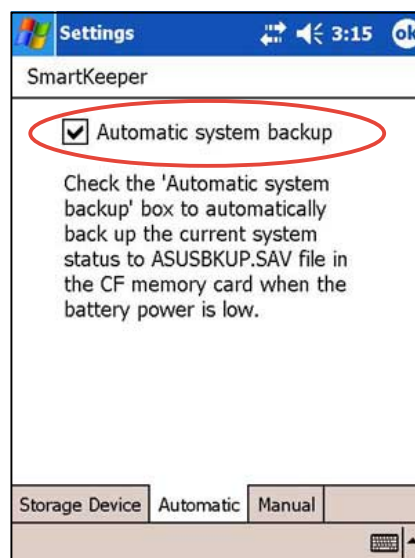 Settings 3:15 ok
SmartKeeper
Automatic system backup
Check the 'Automatic system
backup' box to automatically
back up the current system
status to ASUSBKUP.SAV file in
the CF memory card when the
battery power is low.
Storage Device Automatic Manual